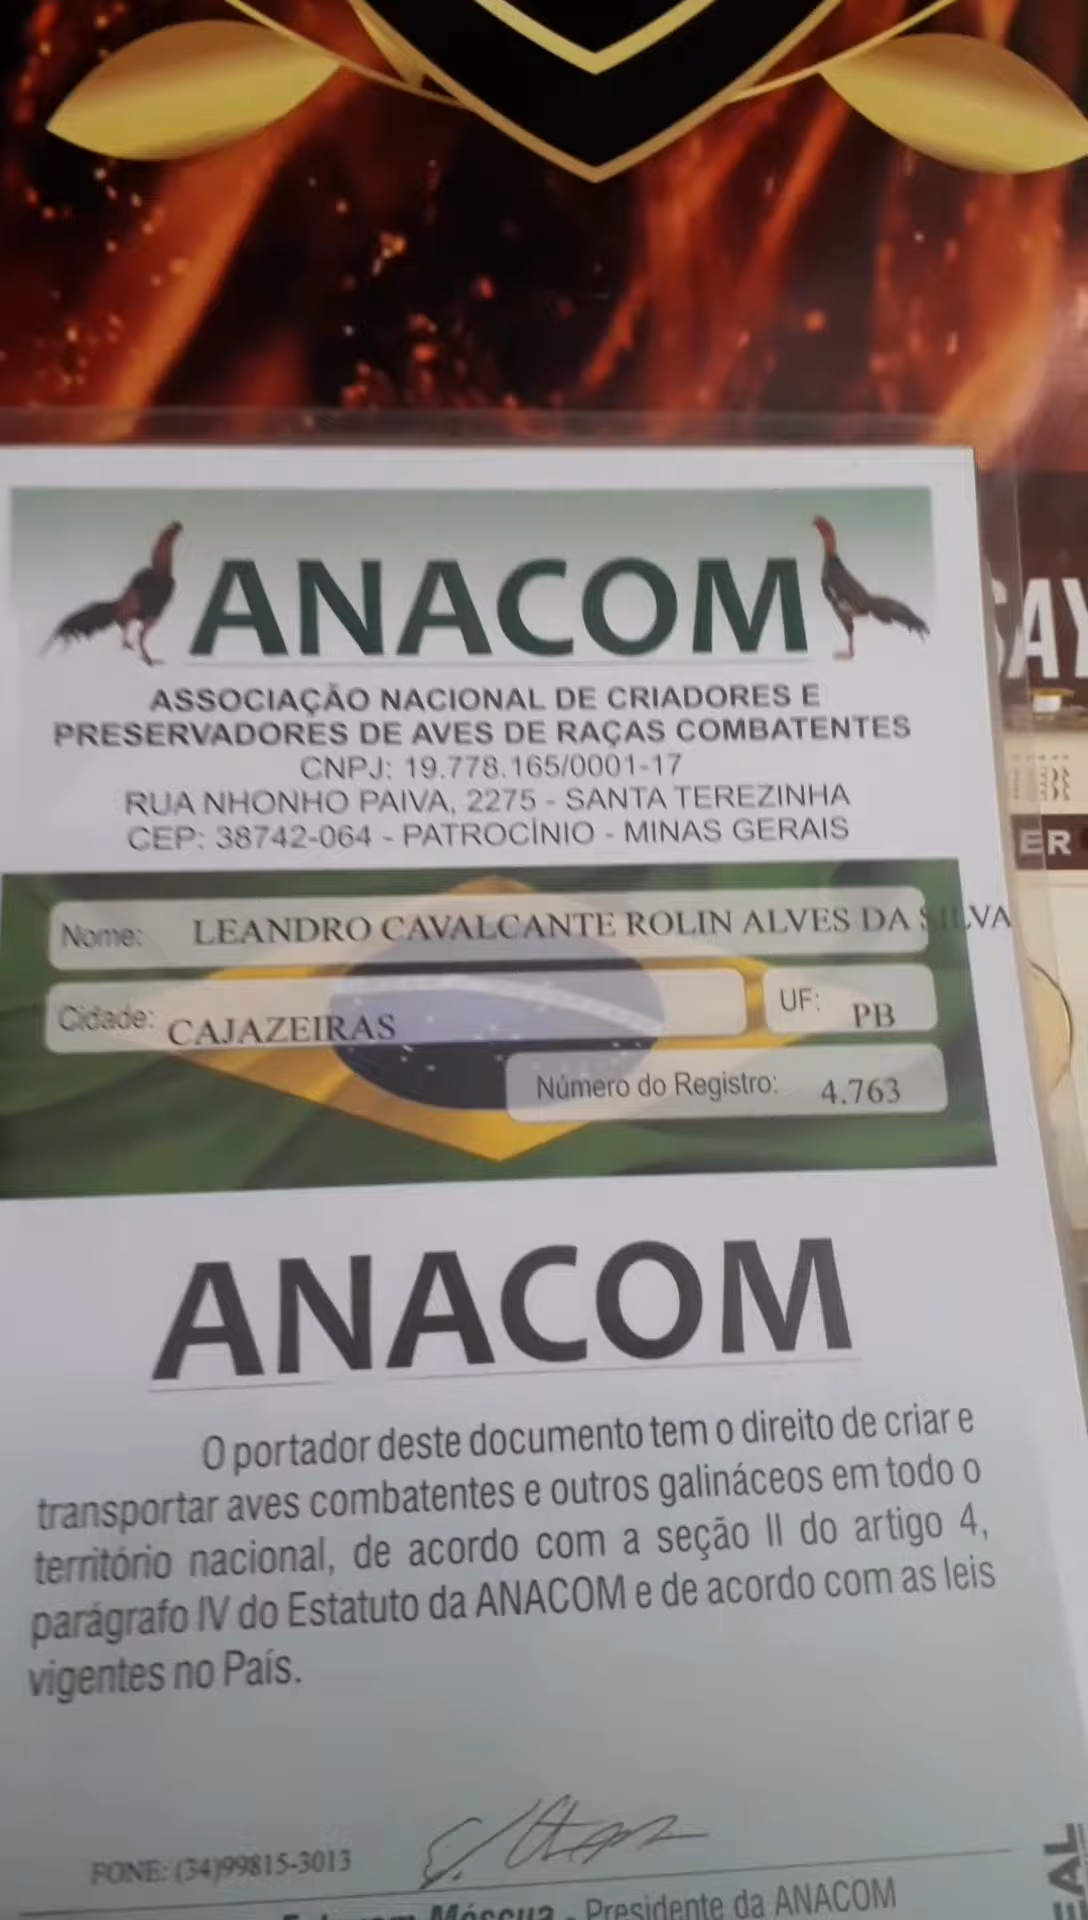 ANACOM
ASSOCIAÇÃO NACIONAL DE CRIADORES E
PRESERVADORES DE AVES DE RAÇAS COMBATENTES
CNPJ: 19.778.165/0001-17
RUA NHONHO PAIVA, 2275 - SANTA TEREZINHA
CEP: 38742-064 - PATROCÍNIO - MINAS GERAIS
Nome: LEANDRO CAVALCANTE ROLIN ALVES DA SILVA
Cidade: CAJAZEIRAS UF: PB
Número do Registro: 4.763
ANACOM
O portador deste documento tem o direito de criar e
transportar aves combatentes e outros galináceos em todo o
território nacional, de acordo com a seção II do artigo 4,
parágrafo IV do Estatuto da ANACOM e de acordo com as leis
vigentes no País.
FONE: (34)99815-3013
- Presidente da ANACOM
AY
ER
EAL